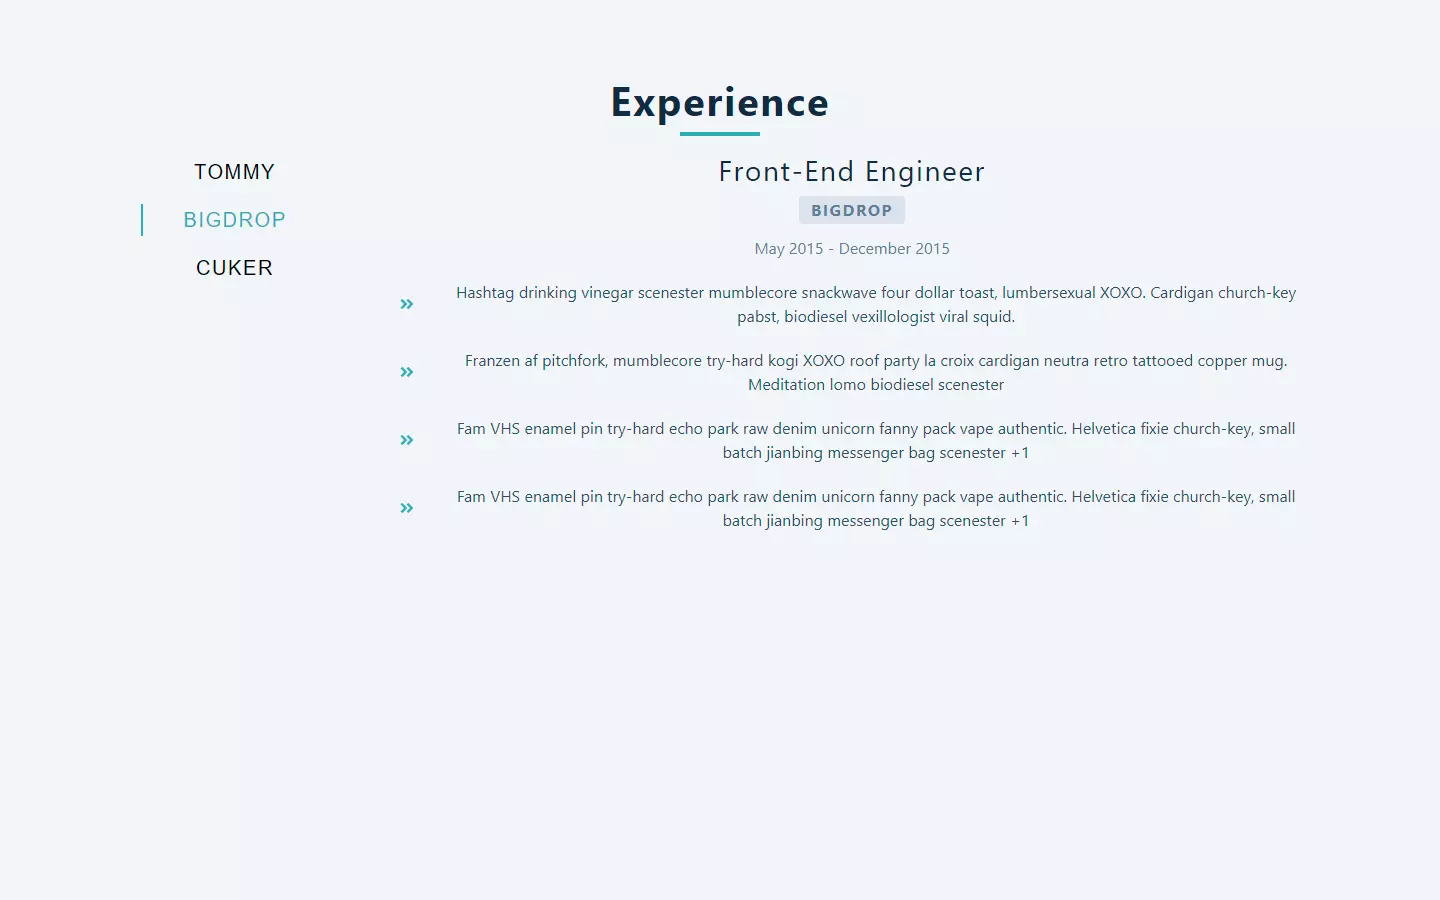 Experience
TOMMY
BIGDROP
CUKER
Front-End Engineer
BIGDROP
May 2015 - December 2015
Hashtag drinking vinegar scenester mumblecore snackwave four dollar toast, lumbersexual XOXO. Cardigan church-key
pabst, biodiesel vexillologist viral squid.
Franzen af pitchfork, mumblecore try-hard kogi XOXO roof party la croix cardigan neutra retro tattooed copper mug.
Meditation lomo biodiesel scenester
Fam VHS enamel pin try-hard echo park raw denim unicorn fanny pack vape authentic. Helvetica fixie church-key, small
batch jianbing messenger bag scenester +1
Fam VHS enamel pin try-hard echo park raw denim unicorn fanny pack vape authentic. Helvetica fixie church-key, small
batch jianbing messenger bag scenester +1